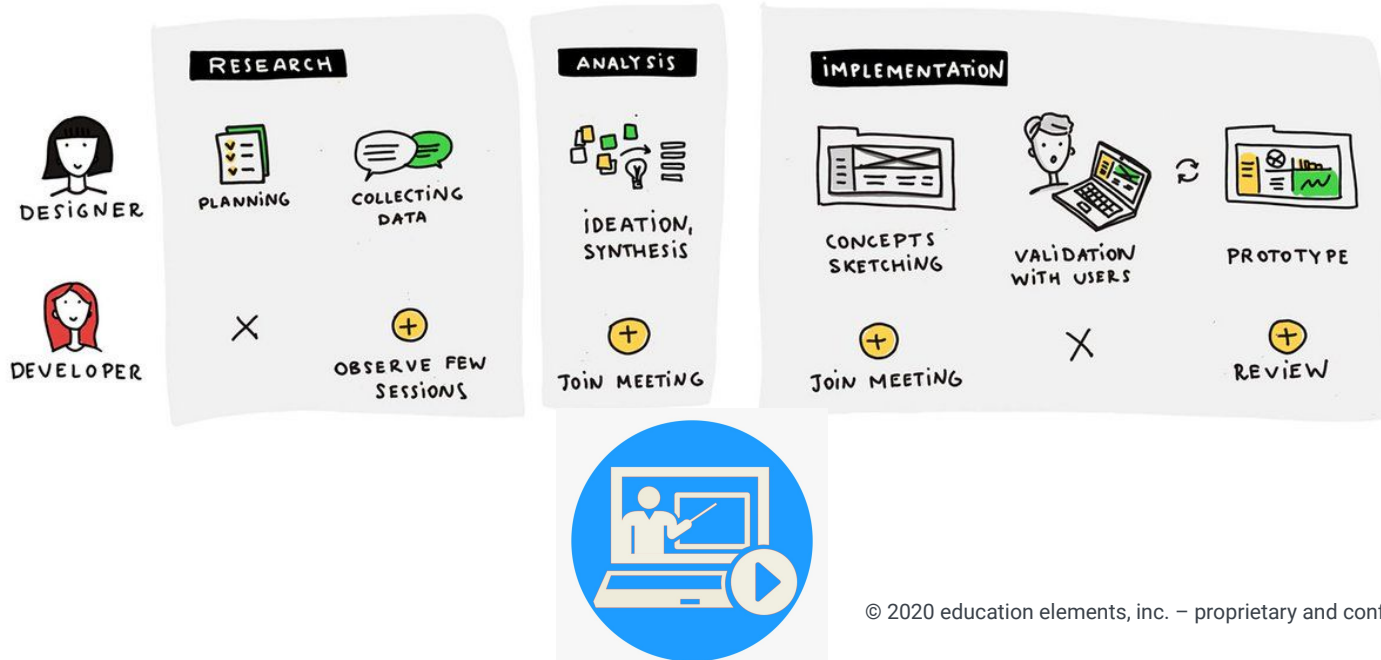 RESEARCH
ANALYSIS
IMPLEMENTATION
DESIGNER
PLANNING
COLLECTING
DATA
IDEATION,
SYNTHESIS
CONCEPTS
SKETCHING
VALIDATION
WITH USERS
PROTOTYPE
DEVELOPER
OBSERVE FEW
SESSIONS
JOIN MEETING
JOIN MEETING
REVIEW
© 2020 education elements, inc. – proprietary and conf